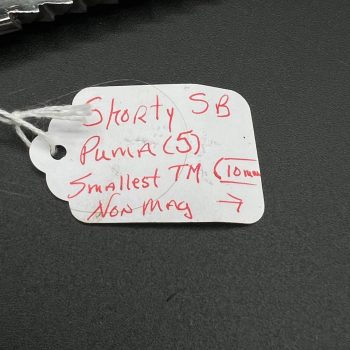 Shorty SB
Puma (5)
Smallest TM (10mm
Non Mag →